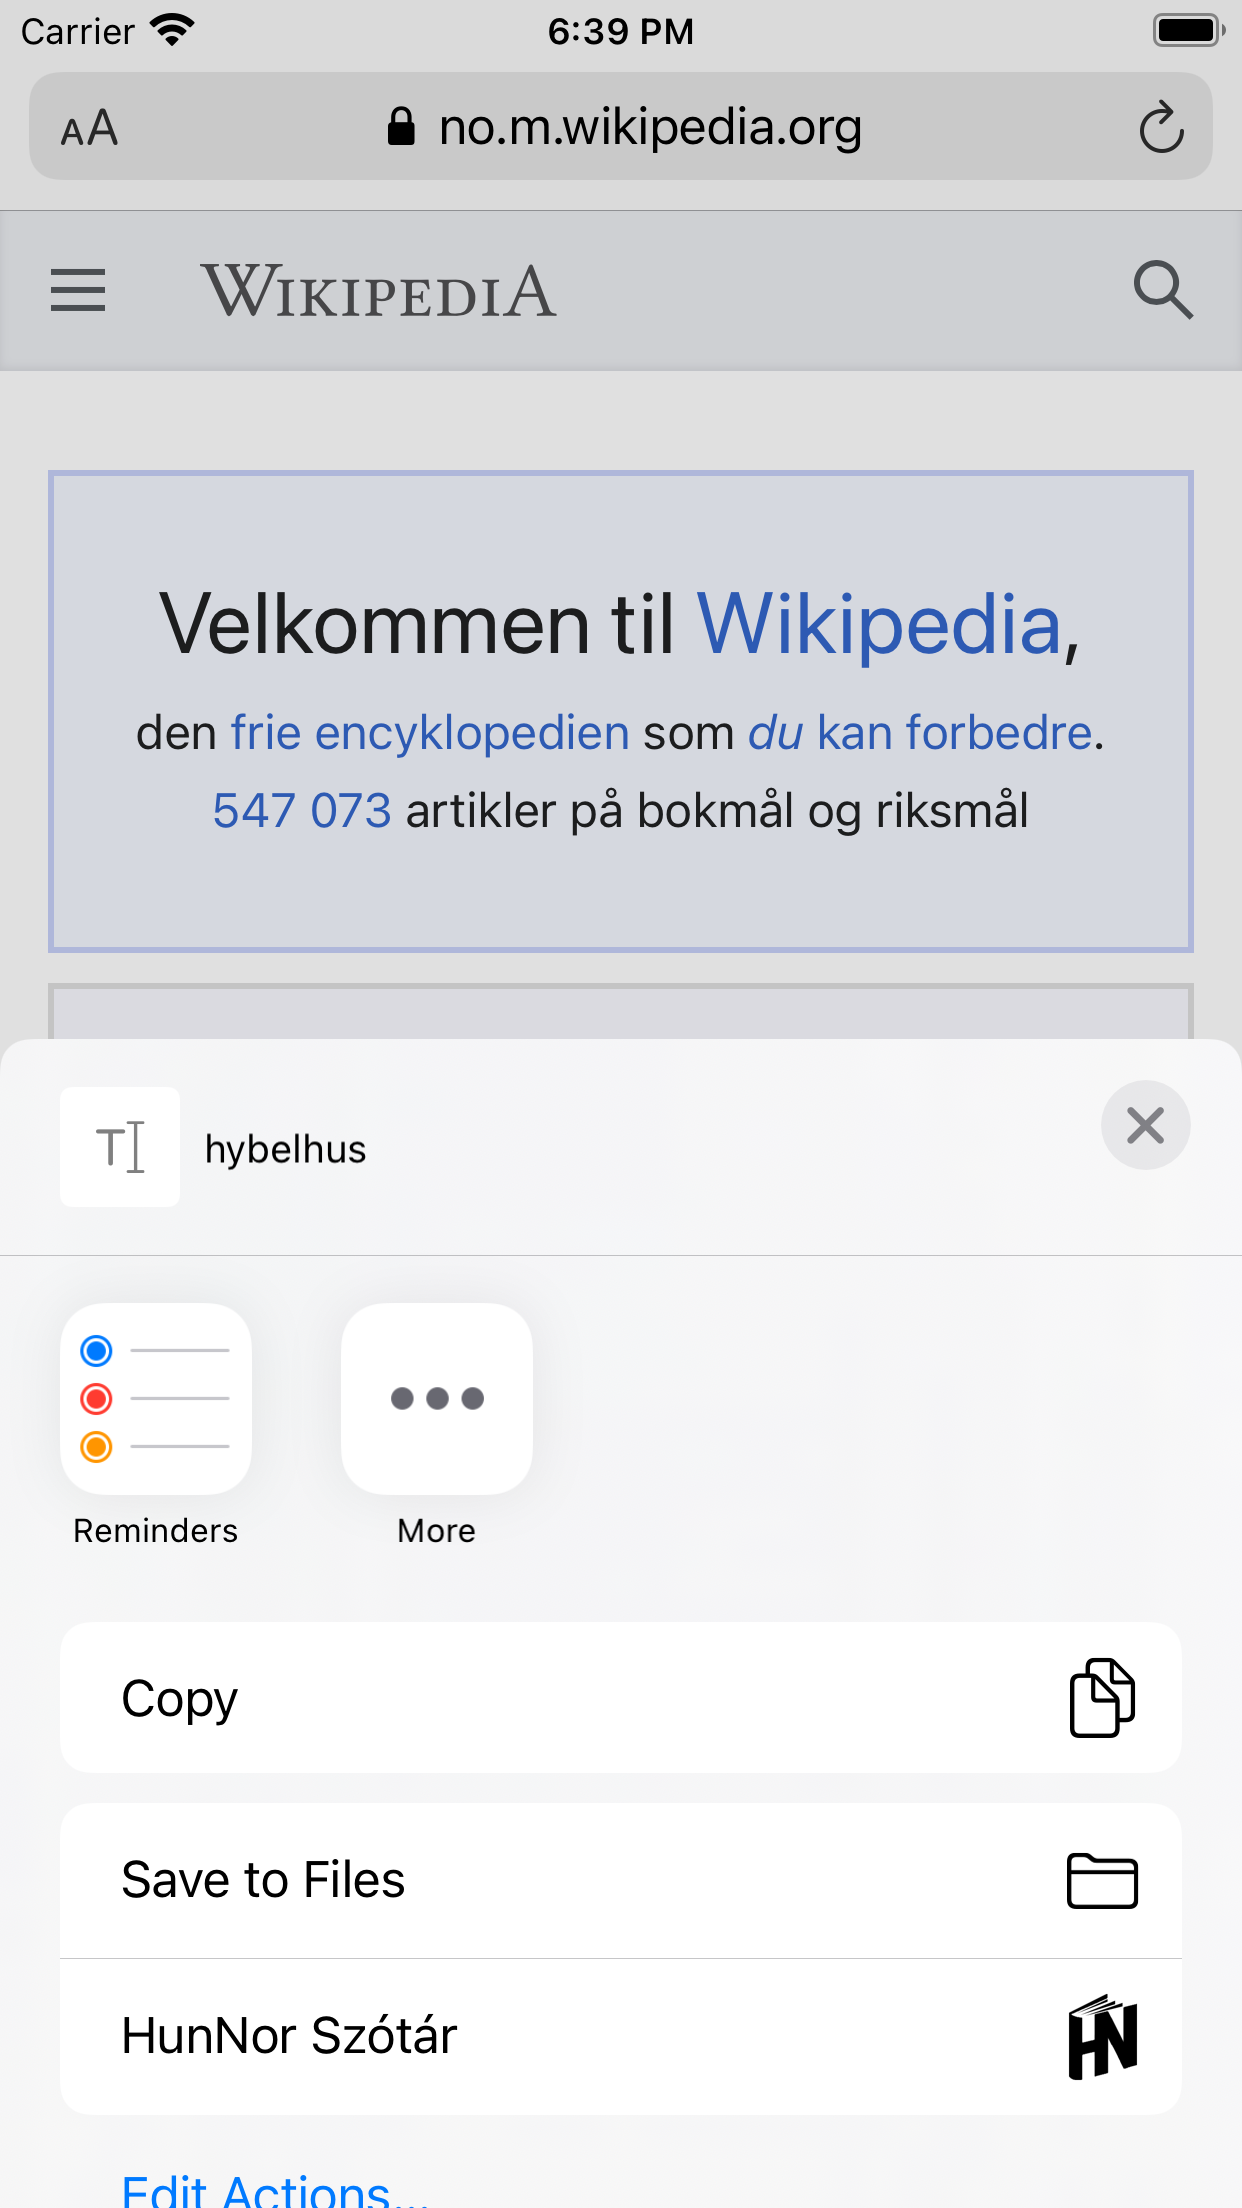 Carrier 6:39 PM
AA no.m.wikipedia.org
WIKIPEDIA
Velkommen til Wikipedia,
den frie encyklopedien som du kan forbedre.
547 073 artikler på bokmål og riksmål
T hybelhus
Reminders More
Copy
Save to Files
HunNor Szótár HN
Edit Actions...